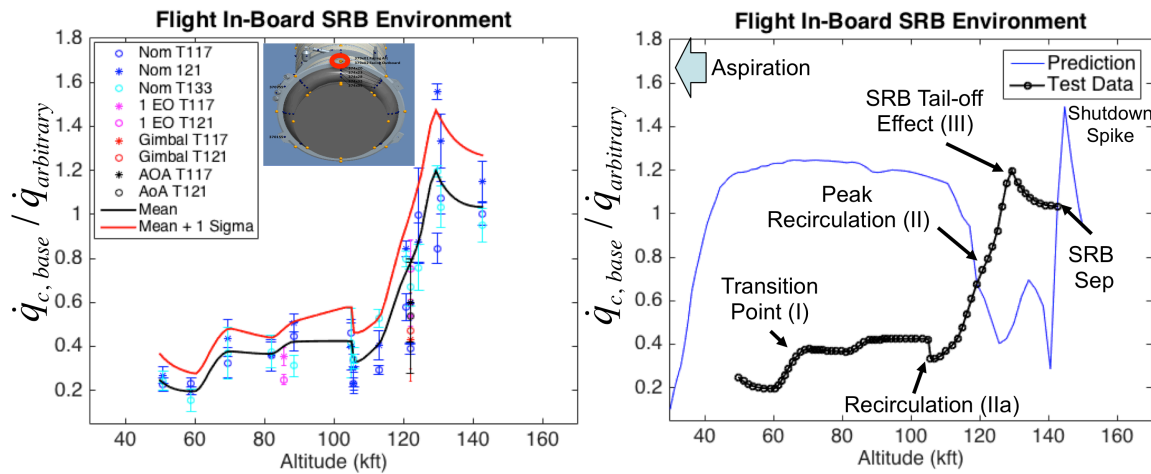 Flight In-Board SRB Environment
q̇c, base / q̇arbitrary
1.8
1.6
1.4
1.2
1
0.8
0.6
0.4
0.2
Nom T117
Nom 121
Nom T133
1 EO T117
1 EO T121
Gimbal T117
Gimbal T121
AOA T117
AoA T121
Mean
Mean + 1 Sigma
40 60 80 100 120 140 160
Altitude (kft)
Flight In-Board SRB Environment
q̇c, base / q̇arbitrary
1.8
1.6
1.4
1.2
1
0.8
0.6
0.4
0.2
Aspiration
Prediction
Test Data
SRB Tail-off
Effect (III)
Shutdown
Spike
Peak
Recirculation (II)
Transition
Point (I)
SRB
Sep
Recirculation (IIa)
40 60 80 100 120 140 160
Altitude (kft)